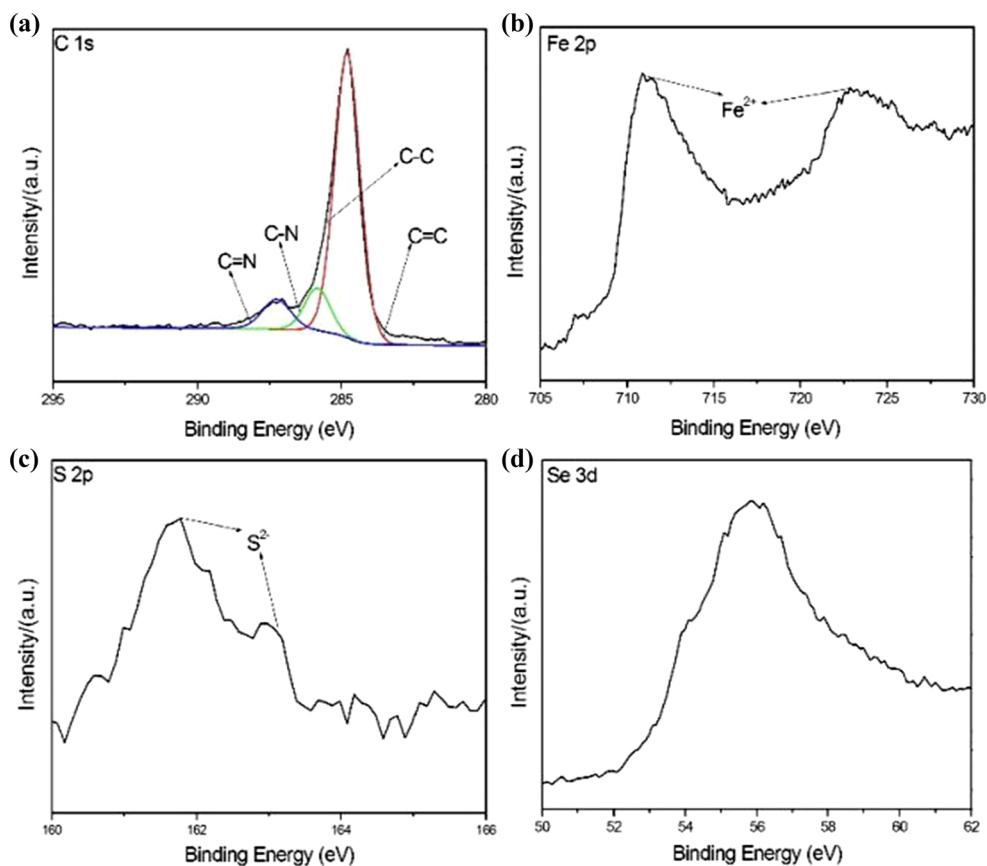 (a)
C 1s
C-C
C-N
C=C
C=N
Intensity/(a.u.)
295 290 285 280
Binding Energy (eV)
(b)
Fe 2p
Fe2+
Intensity/(a.u.)
705 710 715 720 725 730
Binding Energy (eV)
(c)
S 2p
S2-
Intensity/(a.u.)
160 162 164 166
Binding Energy (eV)
(d)
Se 3d
Intensity/(a.u.)
50 52 54 56 58 60 62
Binding Energy (eV)